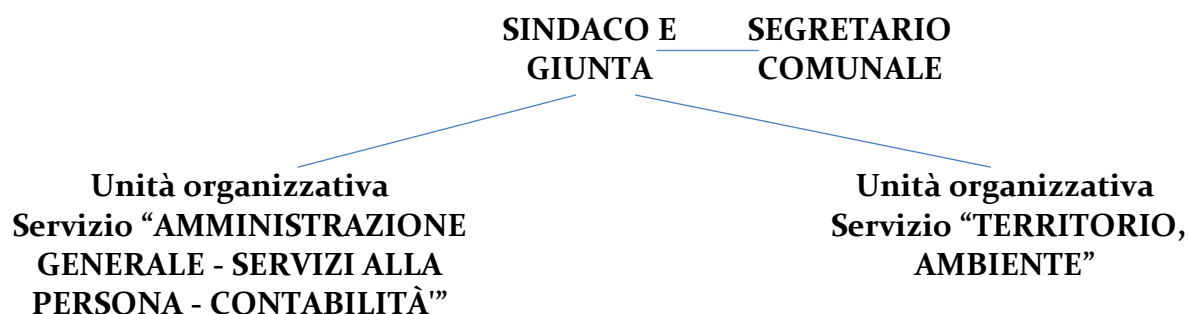 SINDACO E
GIUNTA
SEGRETARIO
COMUNALE
Unità organizzativa
Servizio “AMMINISTRAZIONE
GENERALE - SERVIZI ALLA
PERSONA - CONTABILITÀ'”
Unità organizzativa
Servizio “TERRITORIO,
AMBIENTE”